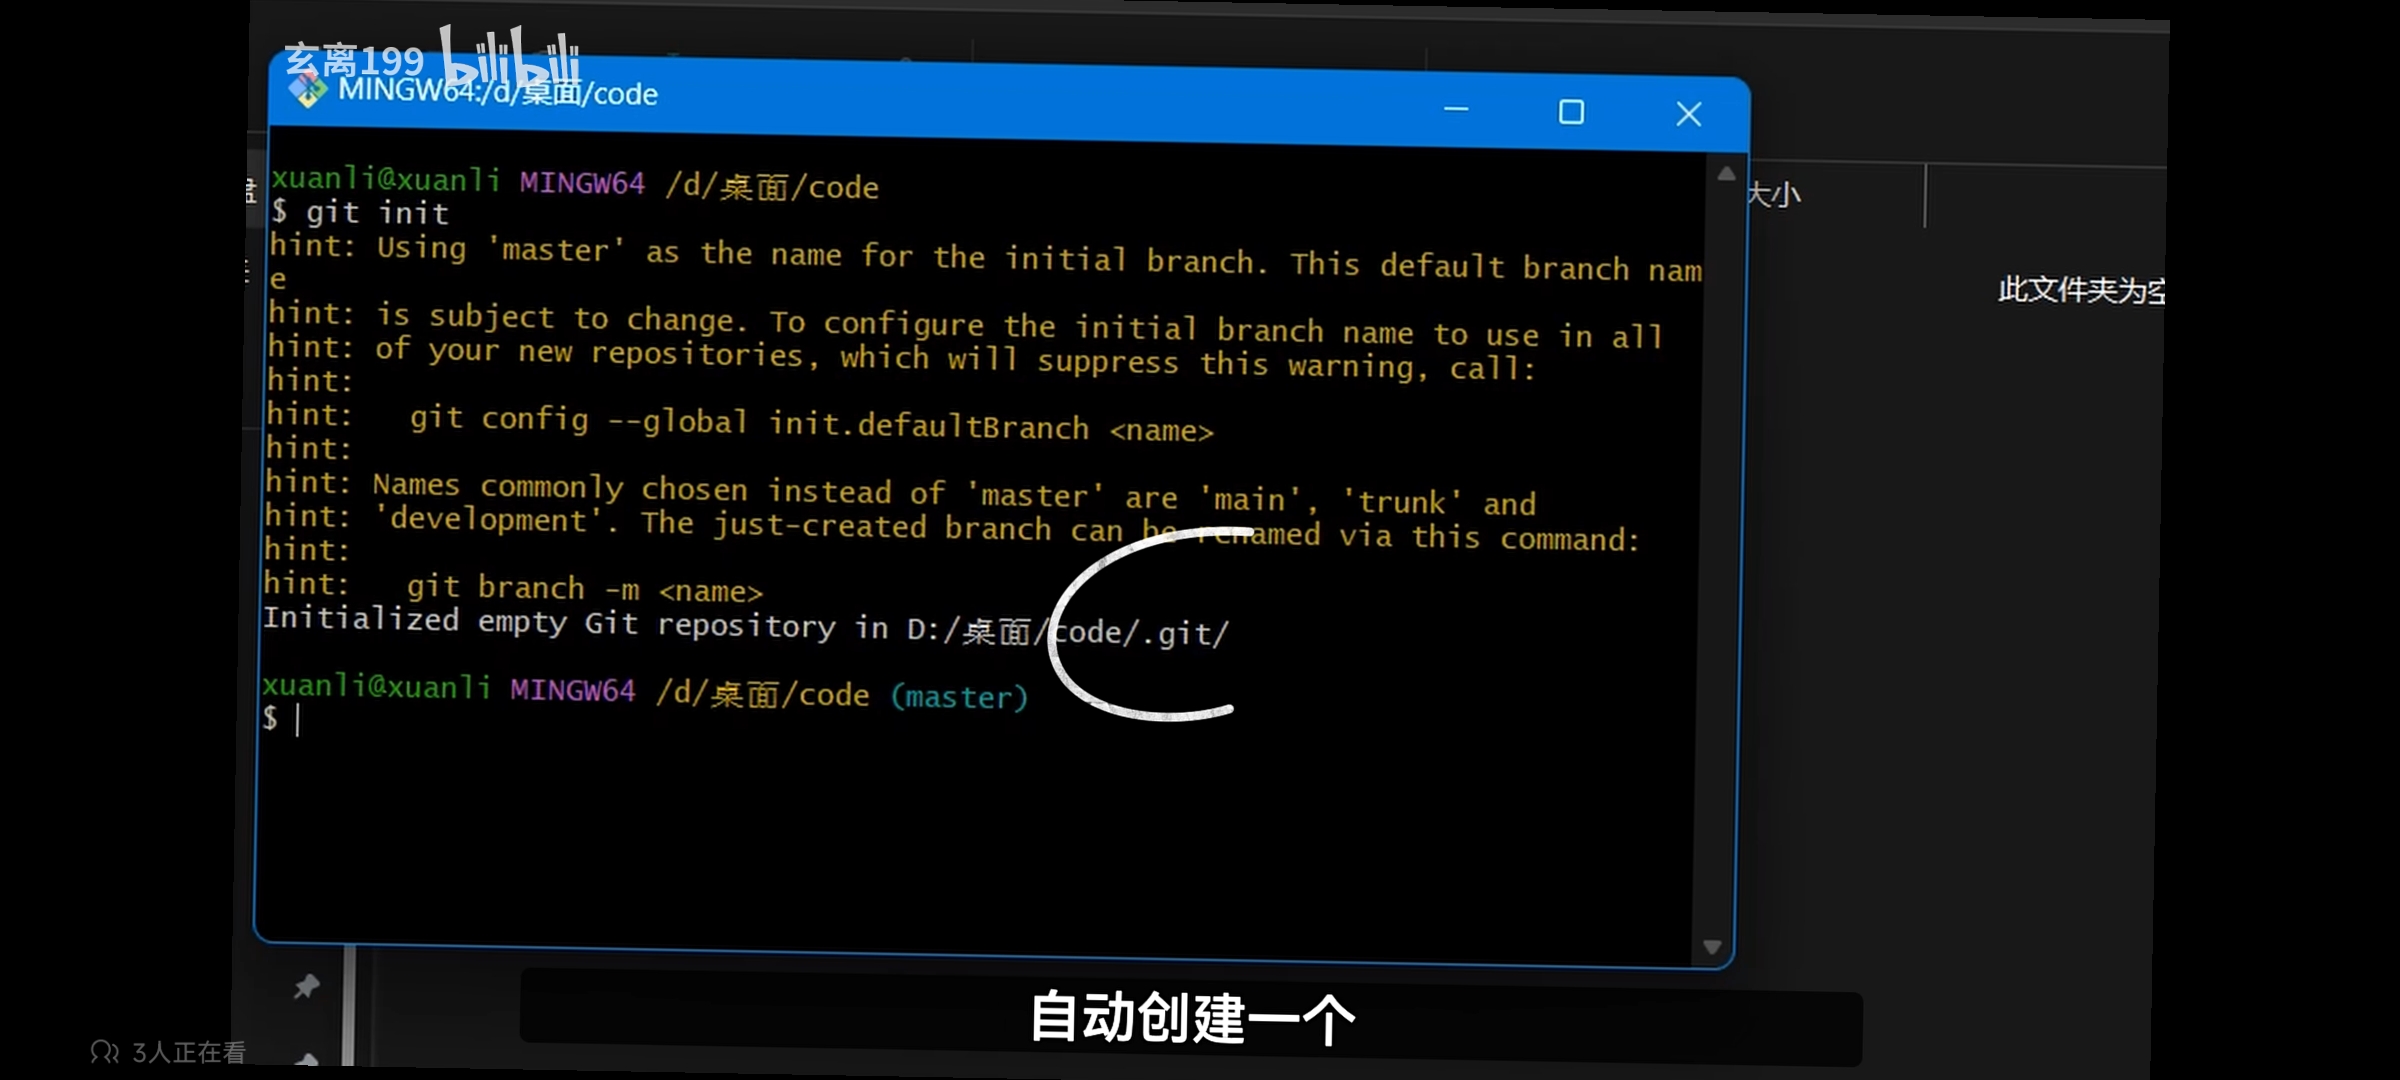 玄离199 bilibili
MINGW64:/d/桌面/code
xuanli@xuanli MINGW64 /d/桌面/code
$ git init
hint: Using 'master' as the name for the initial branch. This default branch nam
e
hint: is subject to change. To configure the initial branch name to use in all
hint: of your new repositories, which will suppress this warning, call:
hint:
hint:   git config --global init.defaultBranch <name>
hint:
hint: Names commonly chosen instead of 'master' are 'main', 'trunk' and
hint: 'development'. The just-created branch can be renamed via this command:
hint:
hint:   git branch -m <name>
Initialized empty Git repository in D:/桌面/code/.git/
xuanli@xuanli MINGW64 /d/桌面/code (master)
$
大小
此文件夹为空
自动创建一个
3人正在看